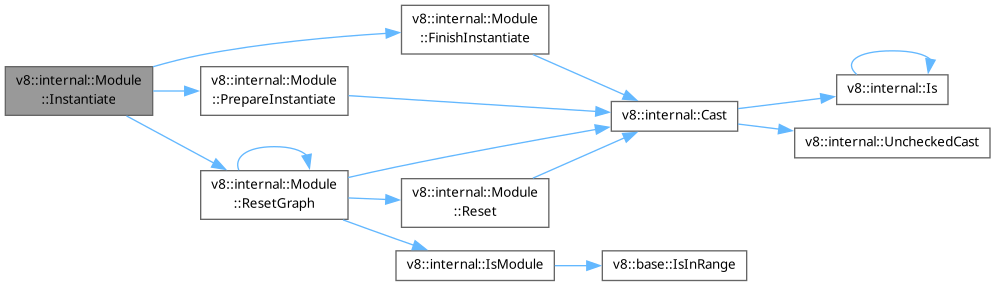 v8::internal::Module
::Instantiate
v8::internal::Module
::FinishInstantiate
v8::internal::Module
::PrepareInstantiate
v8::internal::Module
::ResetGraph
v8::internal::Module
::Reset
v8::internal::IsModule
v8::internal::Cast
v8::internal::Is
v8::internal::UncheckedCast
v8::base::IsInRange